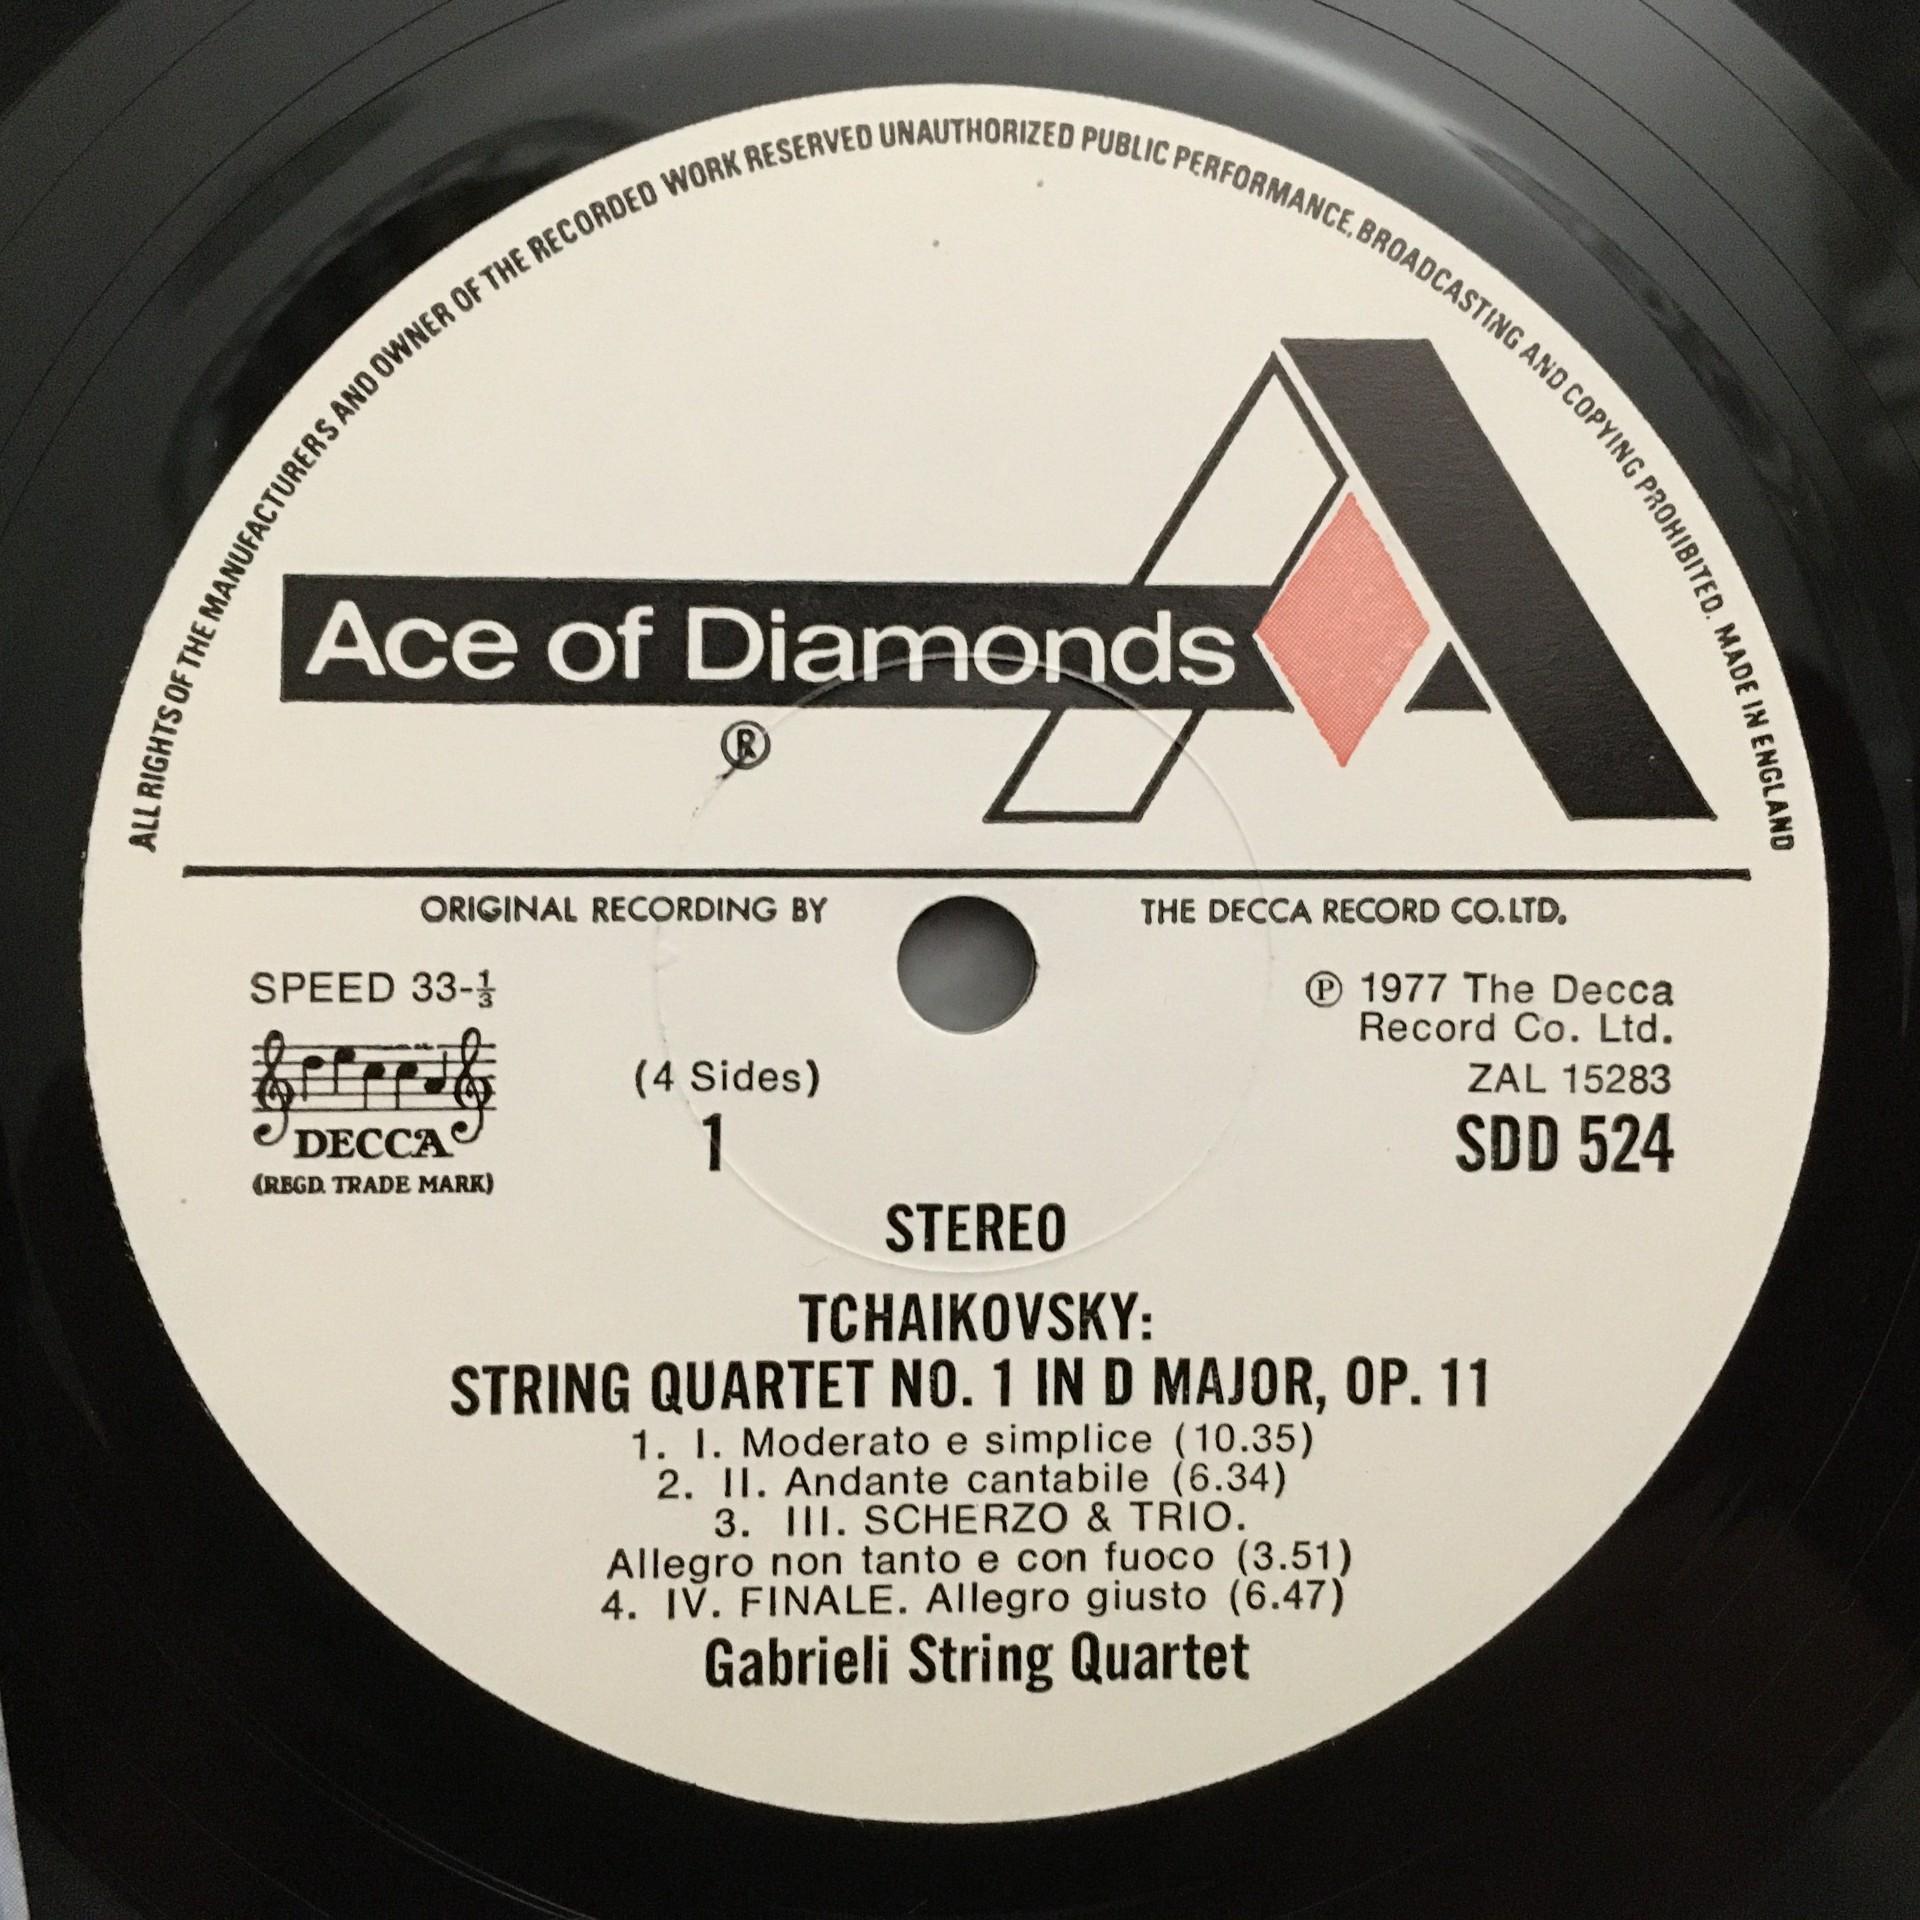 ALL RIGHTS OF THE MANUFACTURERS AND OWNER OF THE RECORDED WORK RESERVED UNAUTHORIZED PUBLIC PERFORMANCE, BROADCASTING AND COPYING PROHIBITED. MADE IN ENGLAND
Ace of Diamonds
®
ORIGINAL RECORDING BY THE DECCA RECORD CO. LTD.
SPEED 33-⅓
DECCA
(REGD. TRADE MARK)
(4 Sides)
1
℗ 1977 The Decca
Record Co. Ltd.
ZAL 15283
SDD 524
STEREO
TCHAIKOVSKY:
STRING QUARTET NO. 1 IN D MAJOR, OP. 11
1. I. Moderato e simplice (10.35)
2. II. Andante cantabile (6.34)
3. III. SCHERZO & TRIO.
Allegro non tanto e con fuoco (3.51)
4. IV. FINALE. Allegro giusto (6.47)
Gabrieli String Quartet